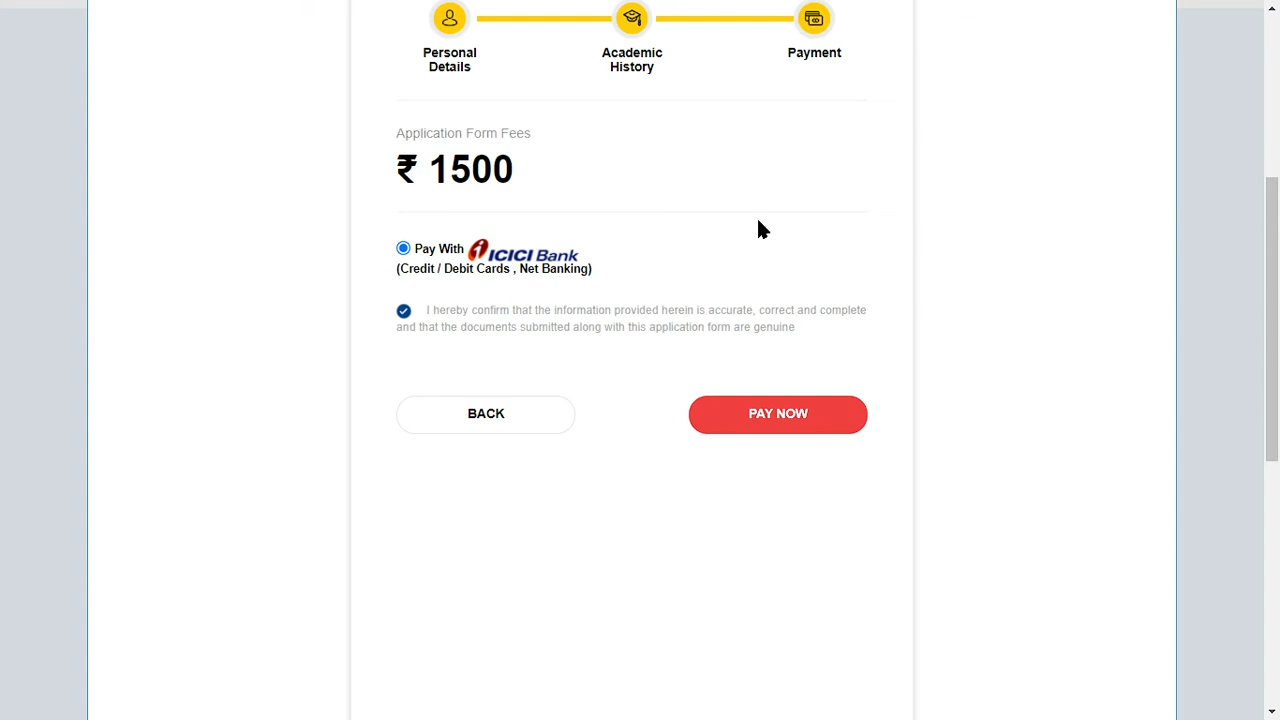 Personal
Details
Academic
History
Payment
Application Form Fees
₹ 1500
Pay With ICICI Bank
(Credit / Debit Cards , Net Banking)
I hereby confirm that the information provided herein is accurate, correct and complete
and that the documents submitted along with this application form are genuine
BACK
PAY NOW